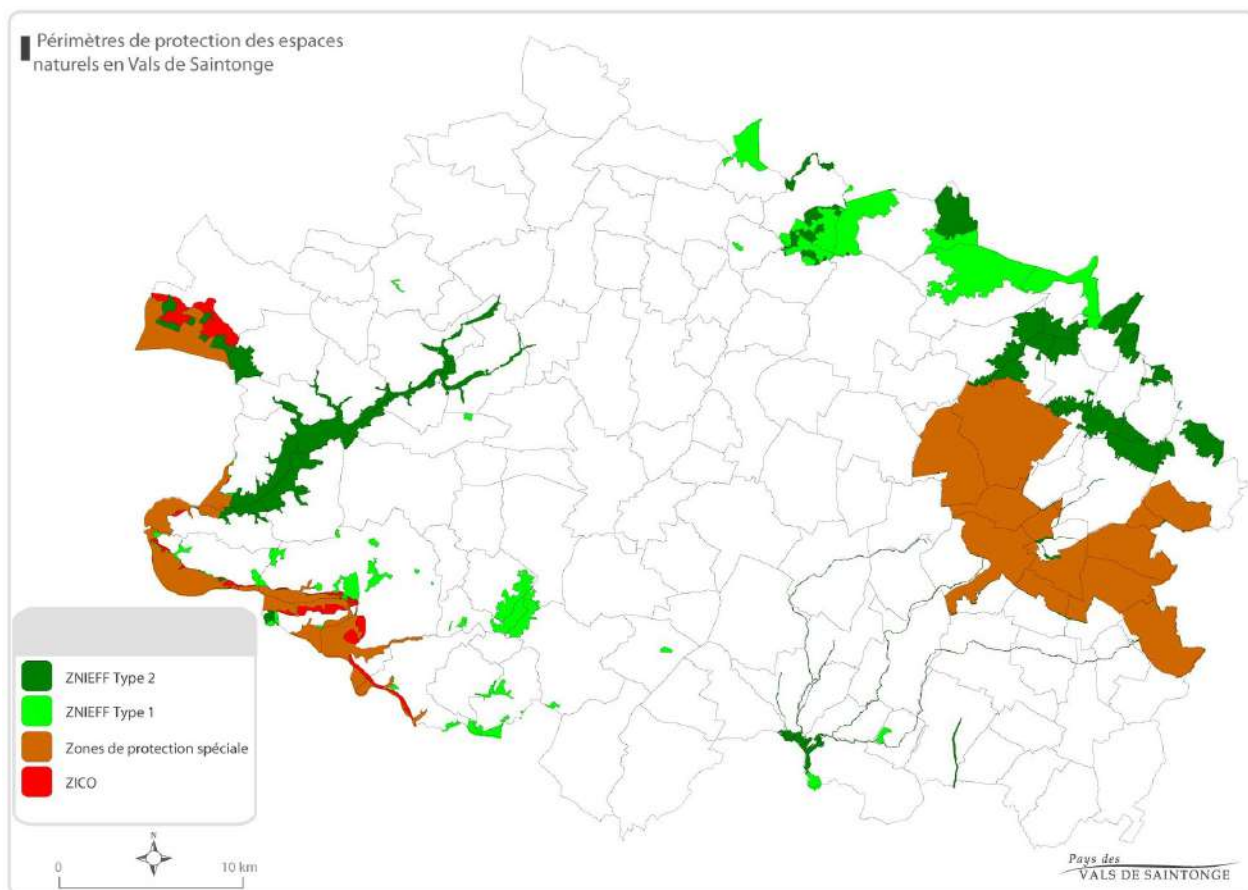 Périmètres de protection des espaces
naturels en Vals de Saintonge
ZNIEFF Type 2
ZNIEFF Type 1
Zones de protection spéciale
ZICO
N
0 10 km
Pays des
VALS DE SAINTONGE